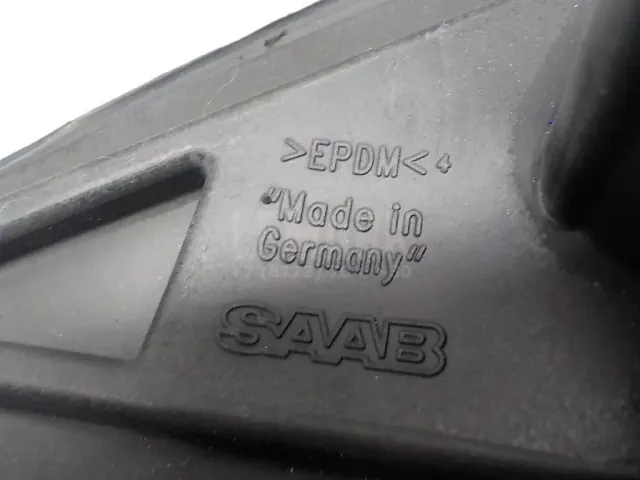 >EPDM< 4
"Made in
Germany"
SAAB